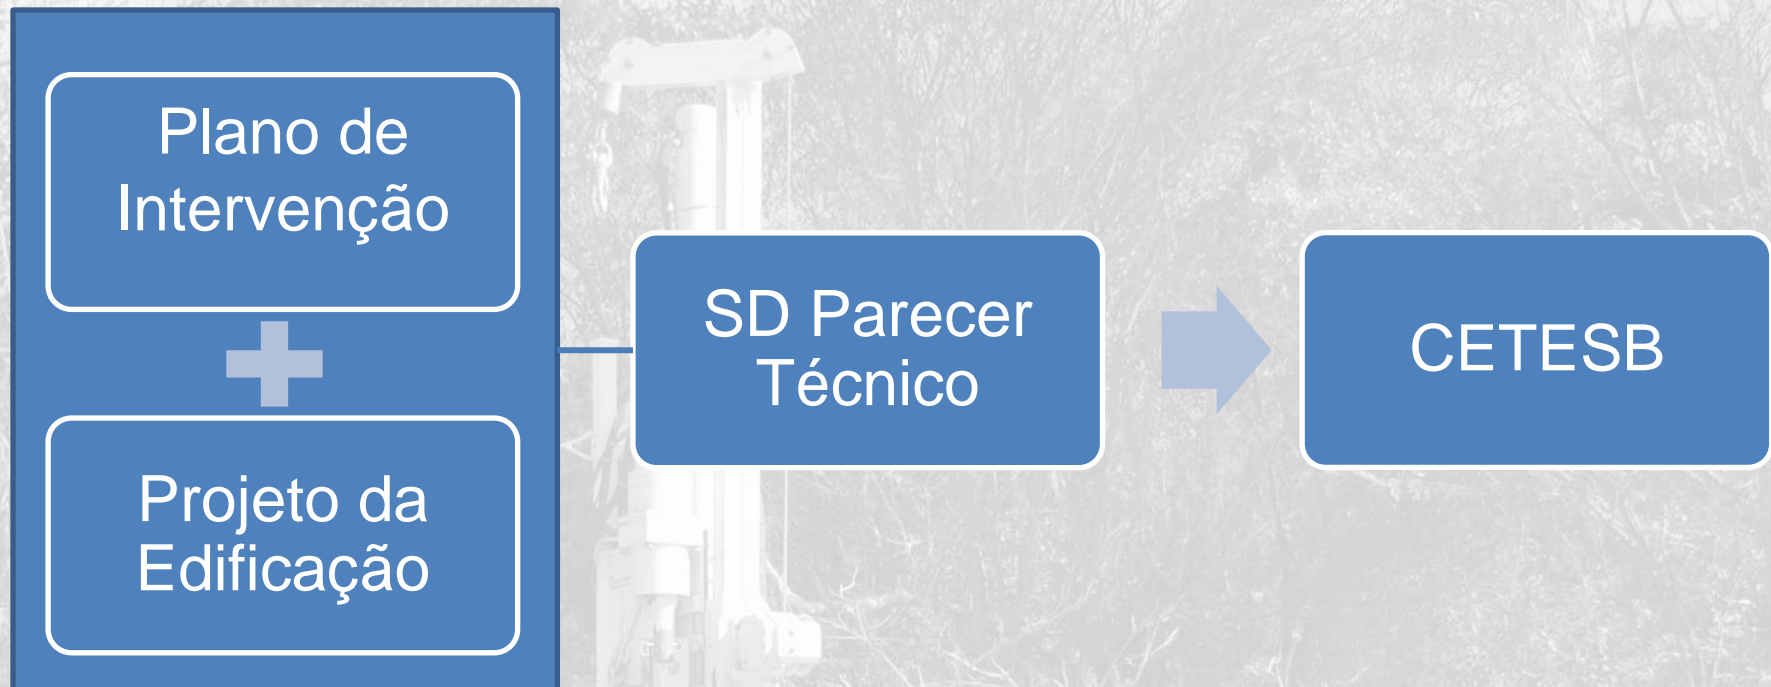 Plano de
Intervenção
Projeto da
Edificação
SD Parecer
Técnico
CETESB